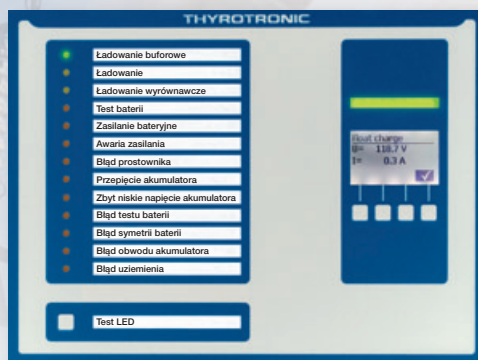 THYROTRONIC
Ładowanie buforowe
Ładowanie
Ładowanie wyrównawcze
Test baterii
Zasilanie bateryjne
Awaria zasilania
Błąd prostownika
Przepięcie akumulatora
Zbyt niskie napięcie akumulatora
Błąd testu baterii
Błąd symetrii baterii
Błąd obwodu akumulatora
Błąd uziemienia
Test LED
float charge
U= 118.7 V
I= 0.3 A